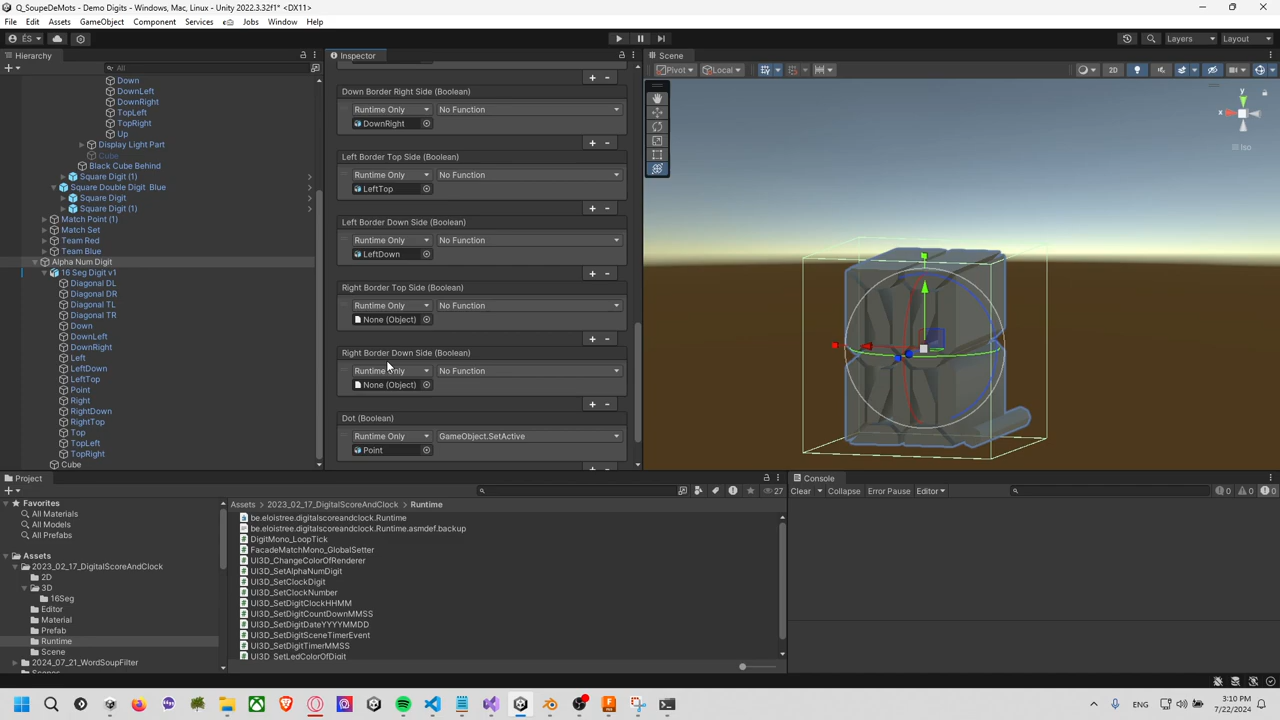 Q_SoupeDeMots - Demo Digits - Windows, Mac, Linux - Unity 2022.3.32f1* <DX11>
File Edit Assets GameObject Component Services Jobs Window Help
ÉS
Layers Layout
Hierarchy
All
Down
DownLeft
DownRight
TopLeft
TopRight
Up
Display Light Part
Cube
Black Cube Behind
Square Digit (1)
Square Double Digit Blue
Square Digit
Square Digit (1)
Match Point (1)
Match Set
Team Red
Team Blue
Alpha Num Digit
16 Seg Digit v1
Diagonal DL
Diagonal DR
Diagonal TL
Diagonal TR
Down
DownLeft
DownRight
Left
LeftDown
LeftTop
Point
Right
RightDown
RightTop
Top
TopLeft
TopRight
Cube
Inspector
Down Border Right Side (Boolean)
Runtime Only No Function
DownRight
Left Border Top Side (Boolean)
Runtime Only No Function
LeftTop
Left Border Down Side (Boolean)
Runtime Only No Function
LeftDown
Right Border Top Side (Boolean)
Runtime Only No Function
None (Object)
Right Border Down Side (Boolean)
Runtime Only No Function
None (Object)
Dot (Boolean)
Runtime Only GameObject.SetActive
Point
Scene
Pivot Local 2D
y
x
Iso
Project
27
Favorites
All Materials
All Models
All Prefabs
Assets
2023_02_17_DigitalScoreAndClock
2D
3D
16Seg
Editor
Material
Prefab
Runtime
Scene
2024_07_21_WordSoupFilter
Assets > 2023_02_17_DigitalScoreAndClock > Runtime
be.eloistree.digitalscoreandclock.Runtime
be.eloistree.digitalscoreandclock.Runtime.asmdef.backup
DigitMono_LoopTick
FacadeMatchMono_GlobalSetter
UI3D_ChangeColorOfRenderer
UI3D_SetAlphaNumDigit
UI3D_SetClockDigit
UI3D_SetClockNumber
UI3D_SetDigitClockHHMM
UI3D_SetDigitCountDownMMSS
UI3D_SetDigitDateYYYYMMDD
UI3D_SetDigitSceneTimerEvent
UI3D_SetDigitTimerMMSS
UI3D_SetLedColorOfDigit
Console
Clear Collapse Error Pause Editor
0 0 0
ENG
3:10 PM
7/22/2024